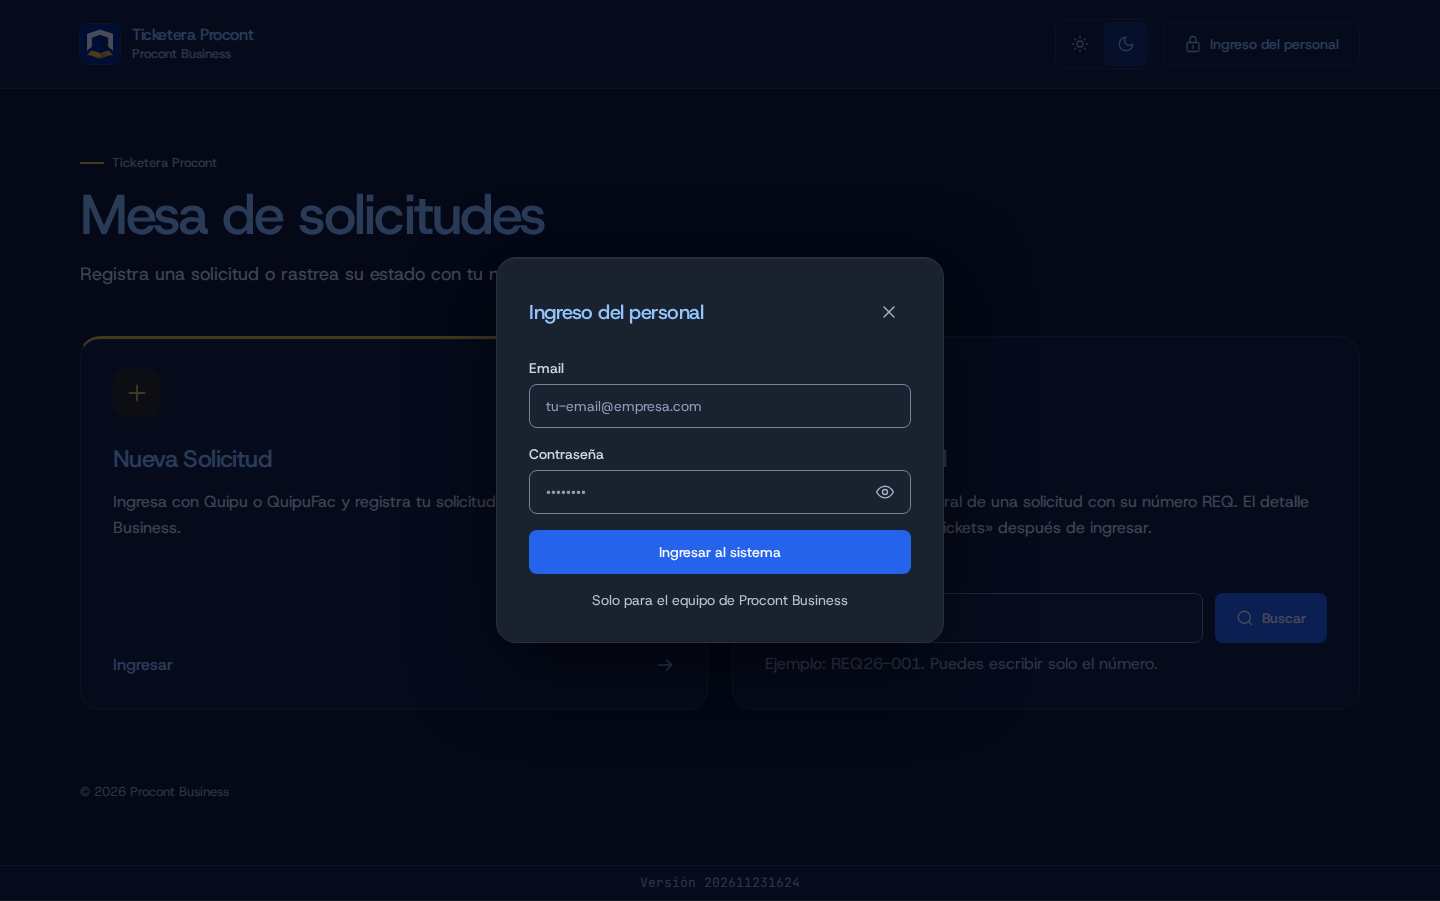 Ticketera Procont
Procont Business
Ingreso del personal
Ticketera Procont
Mesa de solicitudes
Registra una solicitud o rastrea su estado con tu n
Ingreso del personal
Email
tu-email@empresa.com
Contraseña
••••••••
Ingresar al sistema
Solo para el equipo de Procont Business
Nueva Solicitud
Ingresa con Quipu o QuipuFac y registra tu solicitud
Business.
Ingresar
ral de una solicitud con su número REQ. El detalle
ickets» después de ingresar.
Buscar
Ejemplo: REQ26-001. Puedes escribir solo el número.
© 2026 Procont Business
Versión 202611231624